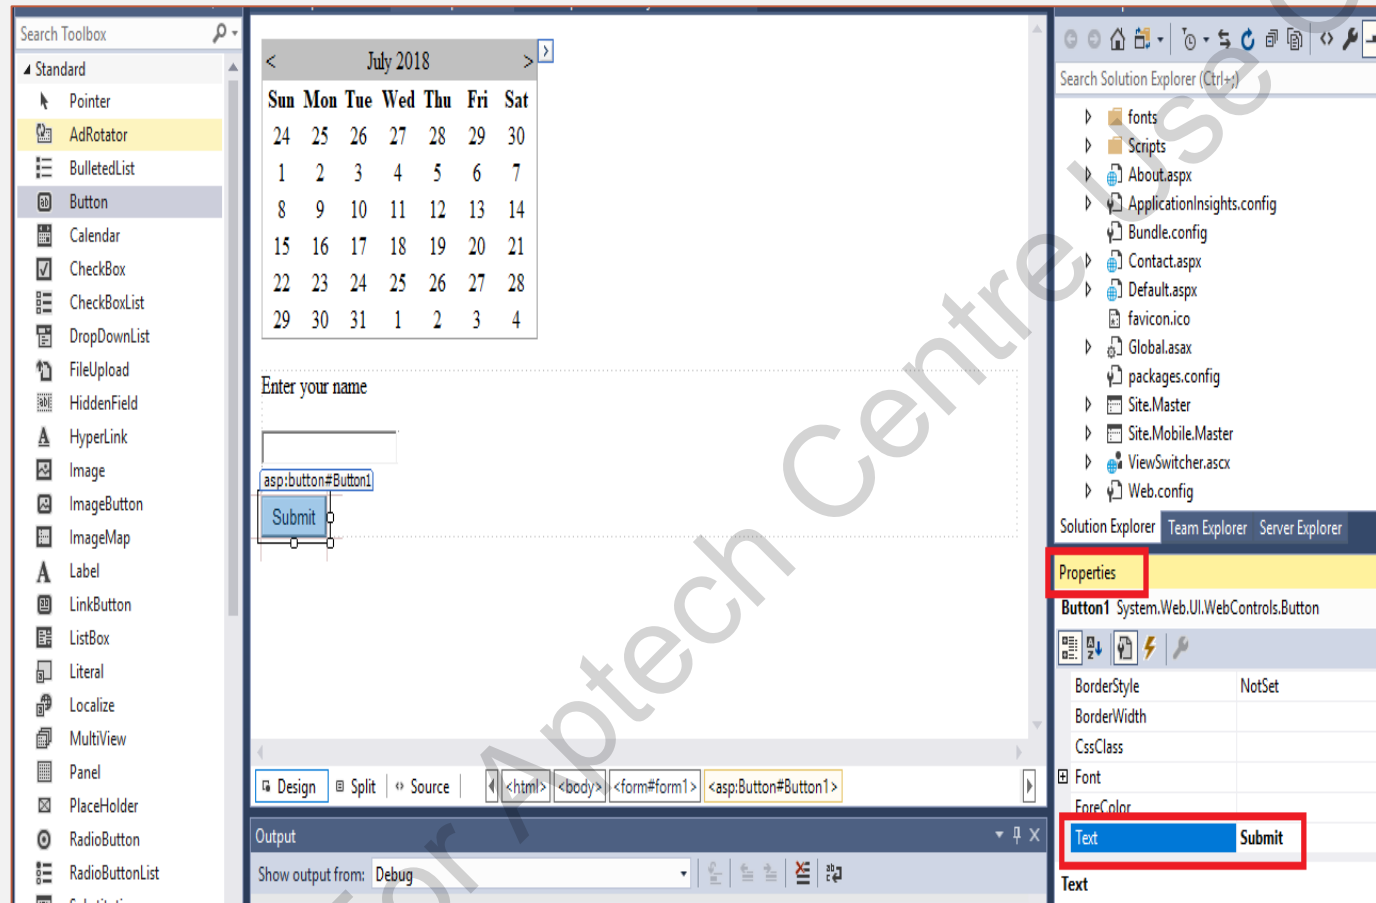 Search Toolbox
Standard
Pointer
AdRotator
BulletedList
Button
Calendar
CheckBox
CheckBoxList
DropDownList
FileUpload
HiddenField
HyperLink
Image
ImageButton
ImageMap
Label
LinkButton
ListBox
Literal
Localize
MultiView
Panel
PlaceHolder
RadioButton
RadioButtonList
< July 2018 >
Sun Mon Tue Wed Thu Fri Sat
24 25 26 27 28 29 30
1 2 3 4 5 6 7
8 9 10 11 12 13 14
15 16 17 18 19 20 21
22 23 24 25 26 27 28
29 30 31 1 2 3 4
Enter your name
asp:button#Button1
Submit
Design Split Source <html> <body> <form#form1> <asp:Button#Button1>
Output
Show output from: Debug
Search Solution Explorer (Ctrl+;)
fonts
Scripts
About.aspx
ApplicationInsights.config
Bundle.config
Contact.aspx
Default.aspx
favicon.ico
Global.asax
packages.config
Site.Master
Site.Mobile.Master
ViewSwitcher.ascx
Web.config
Solution Explorer Team Explorer Server Explorer
Properties
Button1 System.Web.UI.WebControls.Button
BorderStyle NotSet
BorderWidth
CssClass
Font
ForeColor
Text Submit
Text
For Aptech Centre Use